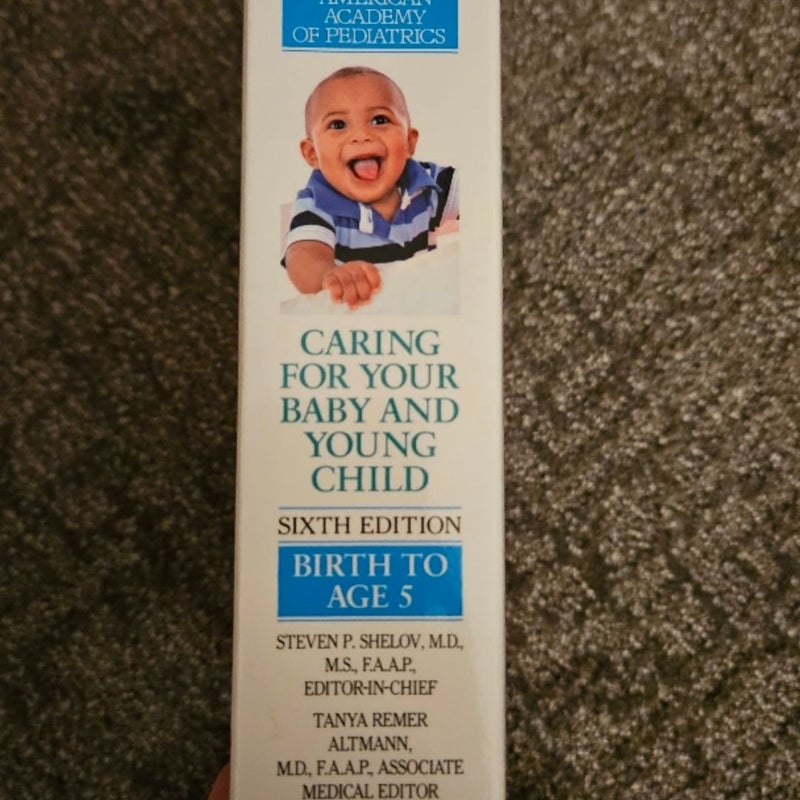 AMERICAN
ACADEMY
OF PEDIATRICS
CARING
FOR YOUR
BABY AND
YOUNG
CHILD
SIXTH EDITION
BIRTH TO
AGE 5
STEVEN P. SHELOV, M.D.,
M.S., F.A.A.P.,
EDITOR-IN-CHIEF
TANYA REMER
ALTMANN,
M.D., F.A.A.P., ASSOCIATE
MEDICAL EDITOR